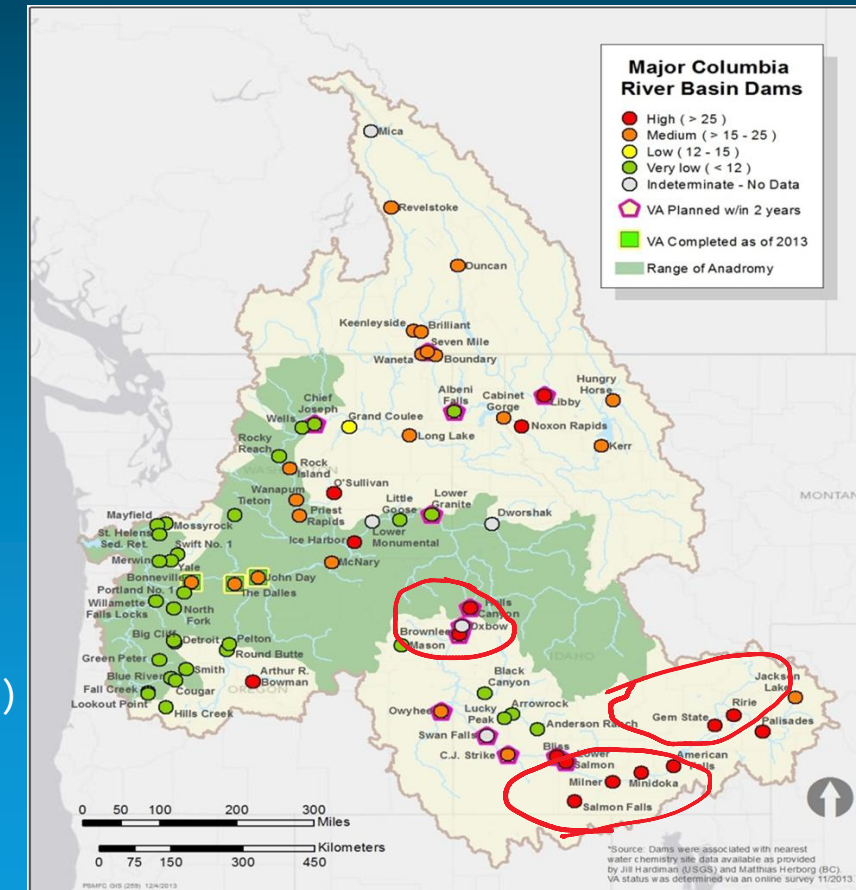 Major Columbia
River Basin Dams
High ( > 25 )
Medium ( > 15 - 25 )
Low ( 12 - 15 )
Very low ( < 12 )
Indeterminate - No Data
VA Planned w/in 2 years
VA Completed as of 2013
Range of Anadromy
Mica
Revelstoke
Duncan
Keenleyside
Brilliant
Seven Mile
Waneta
Boundary
Albeni
Falls
Cabinet
Gorge
Libby
Hungry
Horse
Chief
Joseph
Wells
Grand Coulee
Noxon Rapids
Long Lake
Kerr
Rocky
Reach
WASHINGTON
Rock
Island
O'Sullivan
Wanapum
Tieton
Priest
Rapids
Little
Goose
Lower
Granite
Dworshak
MONTAN
Mayfield
Mossyrock
St. Helens
Sed. Ret.
Swift No. 1
Ice Harbor
Lower
Monumental
Merwin
Yale
McNary
Bonneville
John Day
Portland No. 1
The Dalles
Willamette
Falls Locks
North
Fork
Hells
Canyon
Oxbow
Brownlee
Mason
Big Cliff
Detroit
Pelton
Round Butte
IDAHO
Green Peter
Smith
Blue River
Arthur R.
Bowman
Fall Creek
Cougar
OREGON
Lookout Point
Hills Creek
)
Black
Canyon
Jackson
Lake
Owyhee
Lucky
Peak
Arrowrock
Ririe
Gem State
Palisades
Anderson Ranch
Swan Falls
C.J. Strike
Bliss
Lower
Salmon
American
Falls
Milner
Minidoka
Salmon Falls
0 50 100 200 300
Miles
Kilometers
0 75 150 300 450
*Source: Dams were associated with nearest
water chemistry site data available as provided
by Jill Hardiman (USGS) and Matthias Herborg (BC).
VA status was determined via an online survey 11/2013.
PSMFC GIS (259) 12/4/2013